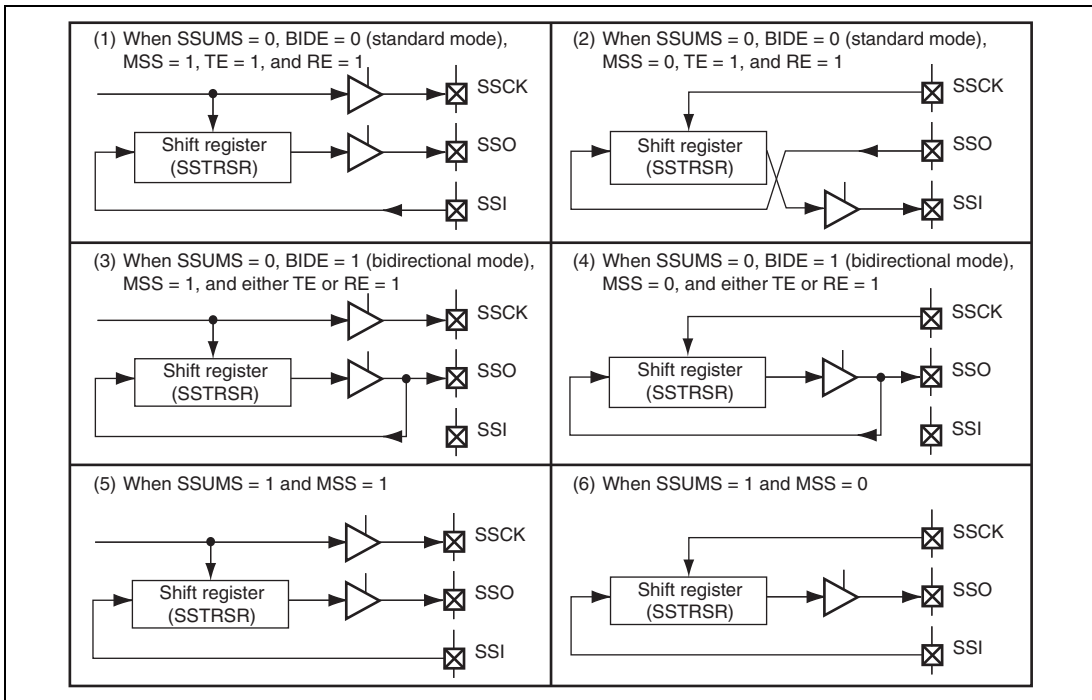 (1) When SSUMS = 0, BIDE = 0 (standard mode),
MSS = 1, TE = 1, and RE = 1
SSCK
Shift register
(SSTRSR)
SSO
SSI
(2) When SSUMS = 0, BIDE = 0 (standard mode),
MSS = 0, TE = 1, and RE = 1
SSCK
Shift register
(SSTRSR)
SSO
SSI
(3) When SSUMS = 0, BIDE = 1 (bidirectional mode),
MSS = 1, and either TE or RE = 1
SSCK
Shift register
(SSTRSR)
SSO
SSI
(4) When SSUMS = 0, BIDE = 1 (bidirectional mode),
MSS = 0, and either TE or RE = 1
SSCK
Shift register
(SSTRSR)
SSO
SSI
(5) When SSUMS = 1 and MSS = 1
SSCK
Shift register
(SSTRSR)
SSO
SSI
(6) When SSUMS = 1 and MSS = 0
SSCK
Shift register
(SSTRSR)
SSO
SSI